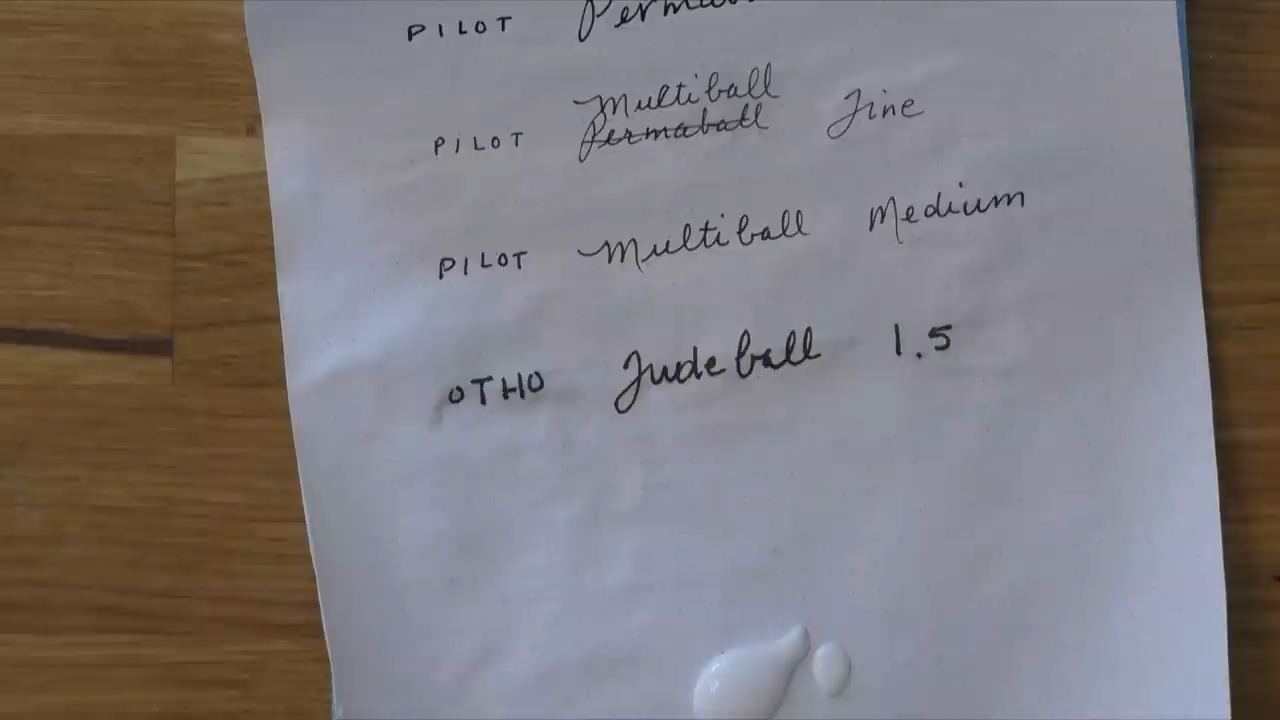 PILOT
Multiball
PILOT Permaball Fine
PILOT Multiball Medium
OTHO Judeball 1.5